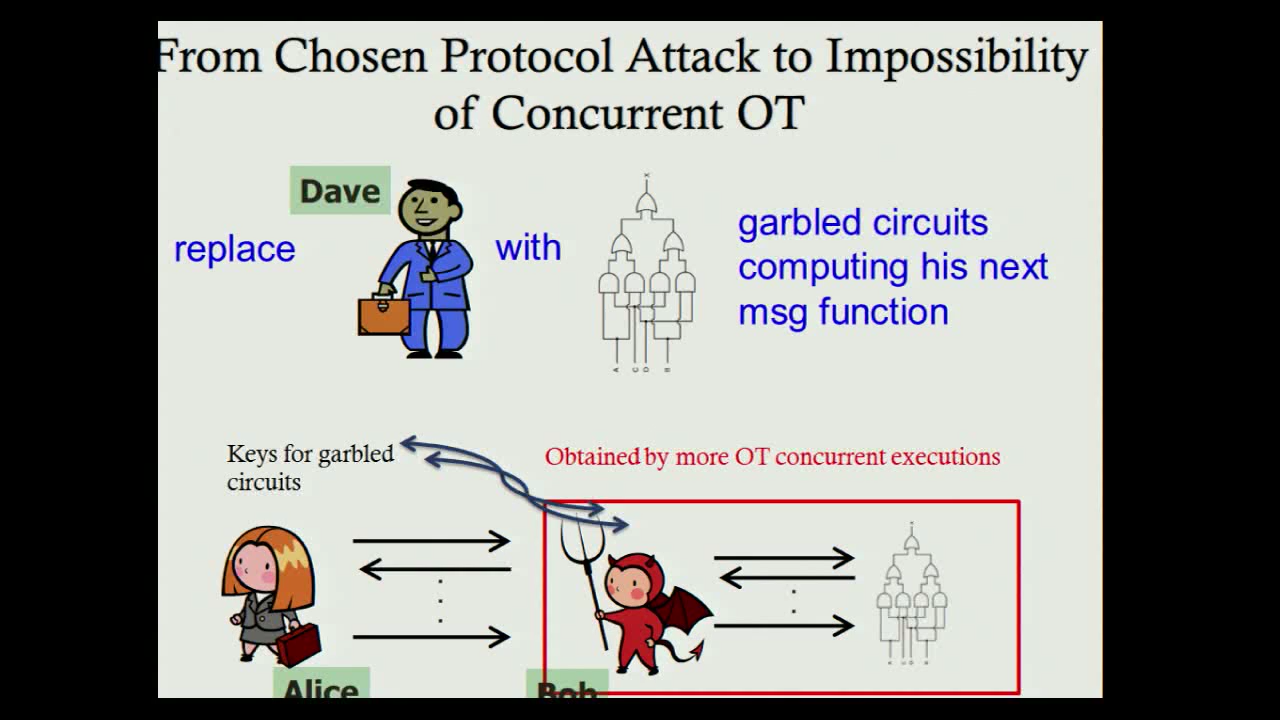 From Chosen Protocol Attack to Impossibility
of Concurrent OT
Dave
replace
with
garbled circuits
computing his next
msg function
Keys for garbled
circuits
Obtained by more OT concurrent executions
Alice
Bob